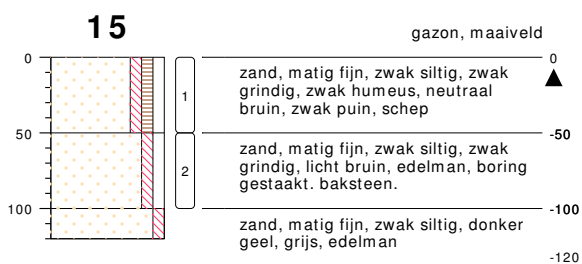 15
gazon, maaiveld
0
0
zand, matig fijn, zwak siltig, zwak
grindig, zwak humeus, neutraal
bruin, zwak puin, schep
1
50
-50
zand, matig fijn, zwak siltig, zwak
grindig, licht bruin, edelman, boring
gestaakt. baksteen.
2
100
-100
zand, matig fijn, zwak siltig, donker
geel, grijs, edelman
-120